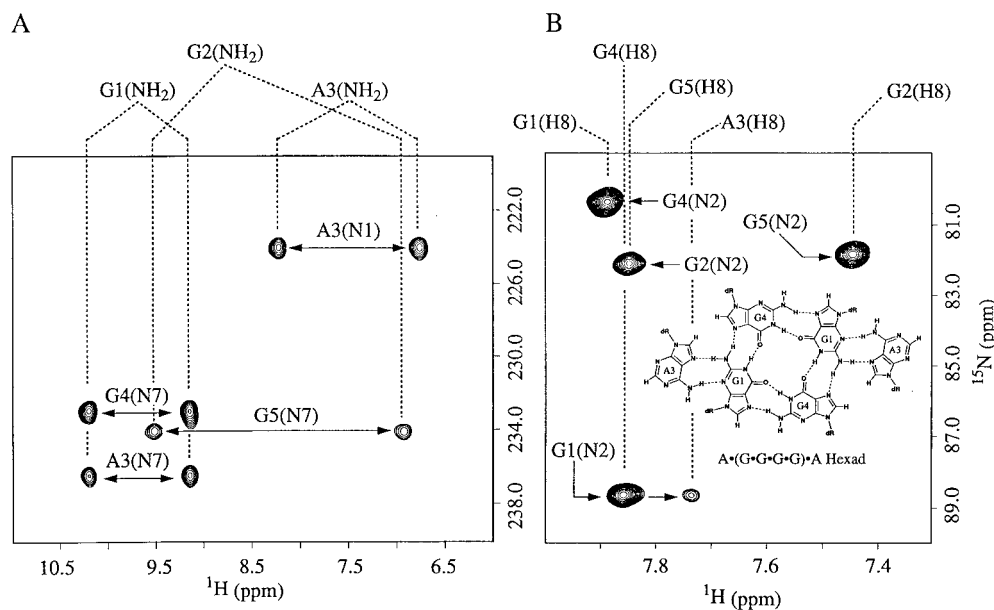 A
G2(NH₂)
G1(NH₂)
A3(NH₂)
A3(N1)
G4(N7)
G5(N7)
A3(N7)
222.0
226.0
230.0
234.0
238.0
10.5
9.5
8.5
7.5
6.5
¹H (ppm)
B
G4(H8)
G5(H8)
G2(H8)
G1(H8)
A3(H8)
G4(N2)
G5(N2)
G2(N2)
G1(N2)
dR
N
H
G4
O
G1
A3
A3
G1
G4
dR
A•(G•G•G•G)•A Hexad
81.0
83.0
85.0
87.0
89.0
¹⁵N (ppm)
7.8
7.6
7.4
¹H (ppm)